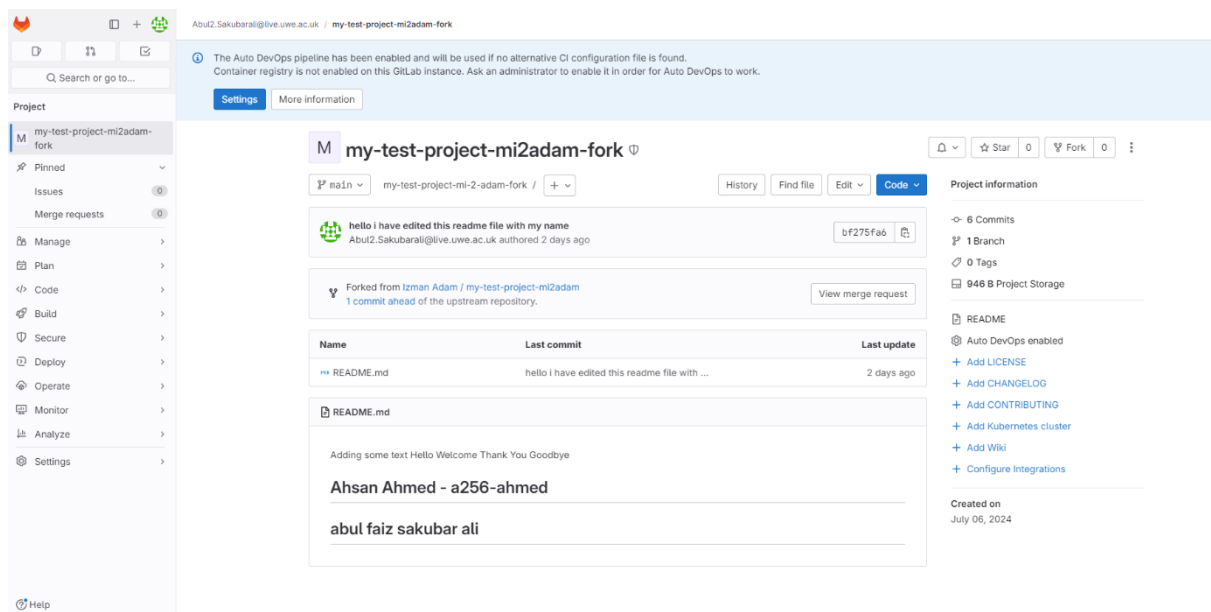 Abul2.Sakubarali@live.uwe.ac.uk / my-test-project-mi2adam-fork
Search or go to...
Project
M my-test-project-mi2adam-fork
Pinned
Issues 0
Merge requests 0
Manage
Plan
Code
Build
Secure
Deploy
Operate
Monitor
Analyze
Settings
Help
The Auto DevOps pipeline has been enabled and will be used if no alternative CI configuration file is found.
Container registry is not enabled on this GitLab instance. Ask an administrator to enable it in order for Auto DevOps to work.
Settings More information
M my-test-project-mi2adam-fork
Star 0 Fork 0
main my-test-project-mi-2-adam-fork / + History Find file Edit Code
hello i have edited this readme file with my name
Abul2.Sakubarali@live.uwe.ac.uk authored 2 days ago
bf275fa6
Forked from Izman Adam / my-test-project-mi2adam
1 commit ahead of the upstream repository.
View merge request
Name Last commit Last update
README.md hello i have edited this readme file with ... 2 days ago
README.md
Adding some text Hello Welcome Thank You Goodbye
Ahsan Ahmed - a256-ahmed
abul faiz sakubar ali
Project information
6 Commits
1 Branch
0 Tags
946 B Project Storage
README
Auto DevOps enabled
+ Add LICENSE
+ Add CHANGELOG
+ Add CONTRIBUTING
+ Add Kubernetes cluster
+ Add Wiki
+ Configure Integrations
Created on
July 06, 2024